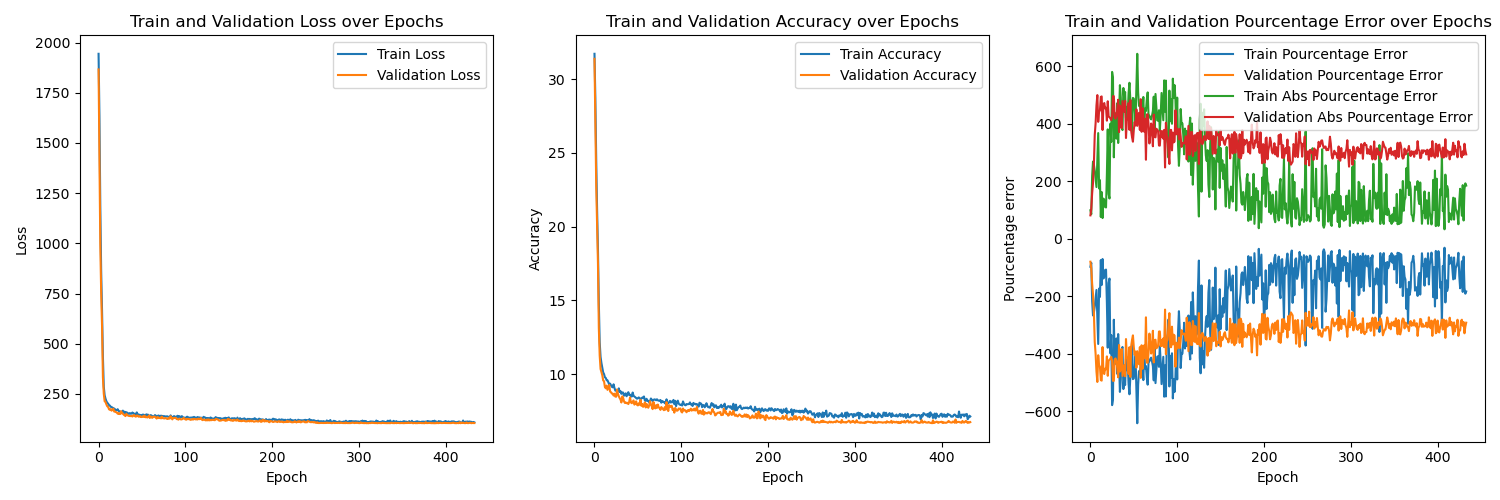 Train and Validation Loss over Epochs
2000
1750
1500
1250
1000
750
500
250
0
100
200
300
400
Loss
Epoch
Train Loss
Validation Loss
Train and Validation Accuracy over Epochs
30
25
20
15
10
0
100
200
300
400
Accuracy
Epoch
Train Accuracy
Validation Accuracy
Train and Validation Pourcentage Error over Epochs
600
400
200
0
−200
−400
−600
0
100
200
300
400
Pourcentage error
Epoch
Train Pourcentage Error
Validation Pourcentage Error
Train Abs Pourcentage Error
Validation Abs Pourcentage Error